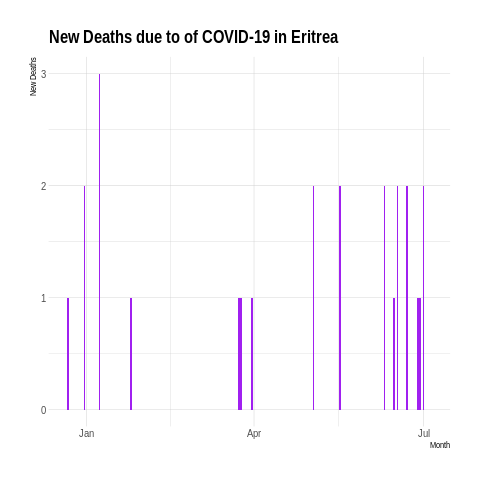 New Deaths due to of COVID-19 in Eritrea
New Deaths
3
2
1
0
Jan Apr Jul
Month